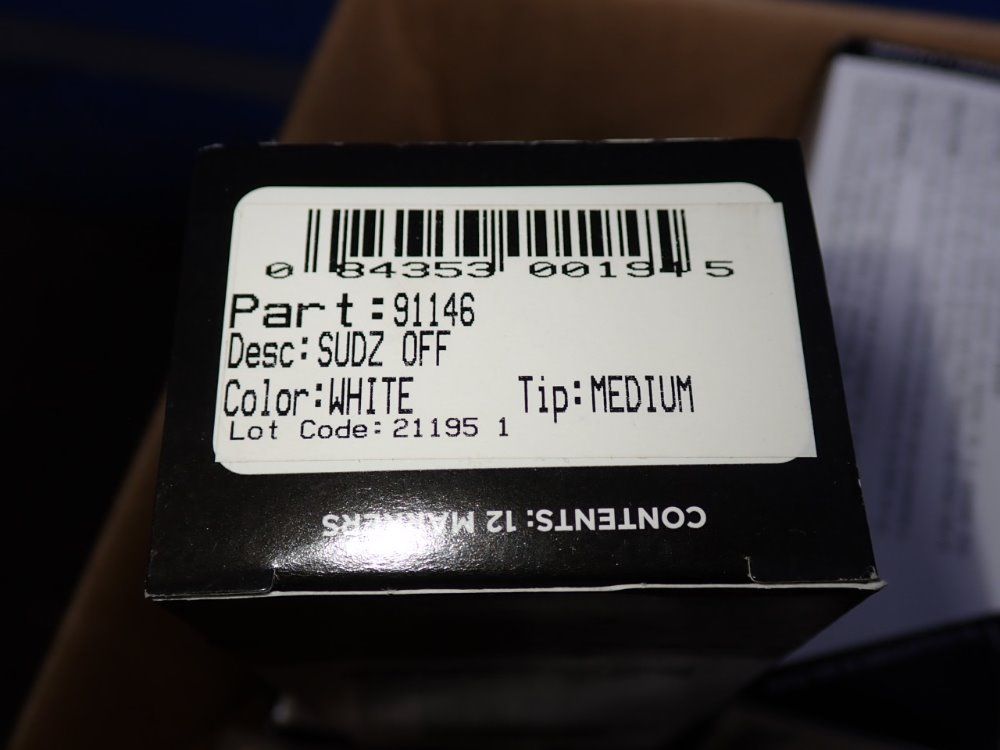 0 84353 00194 5
Part:91146
Desc:SUDZ OFF
Color:WHITE Tip:MEDIUM
Lot Code: 21195 1
CONTENTS: 12 MARKERS